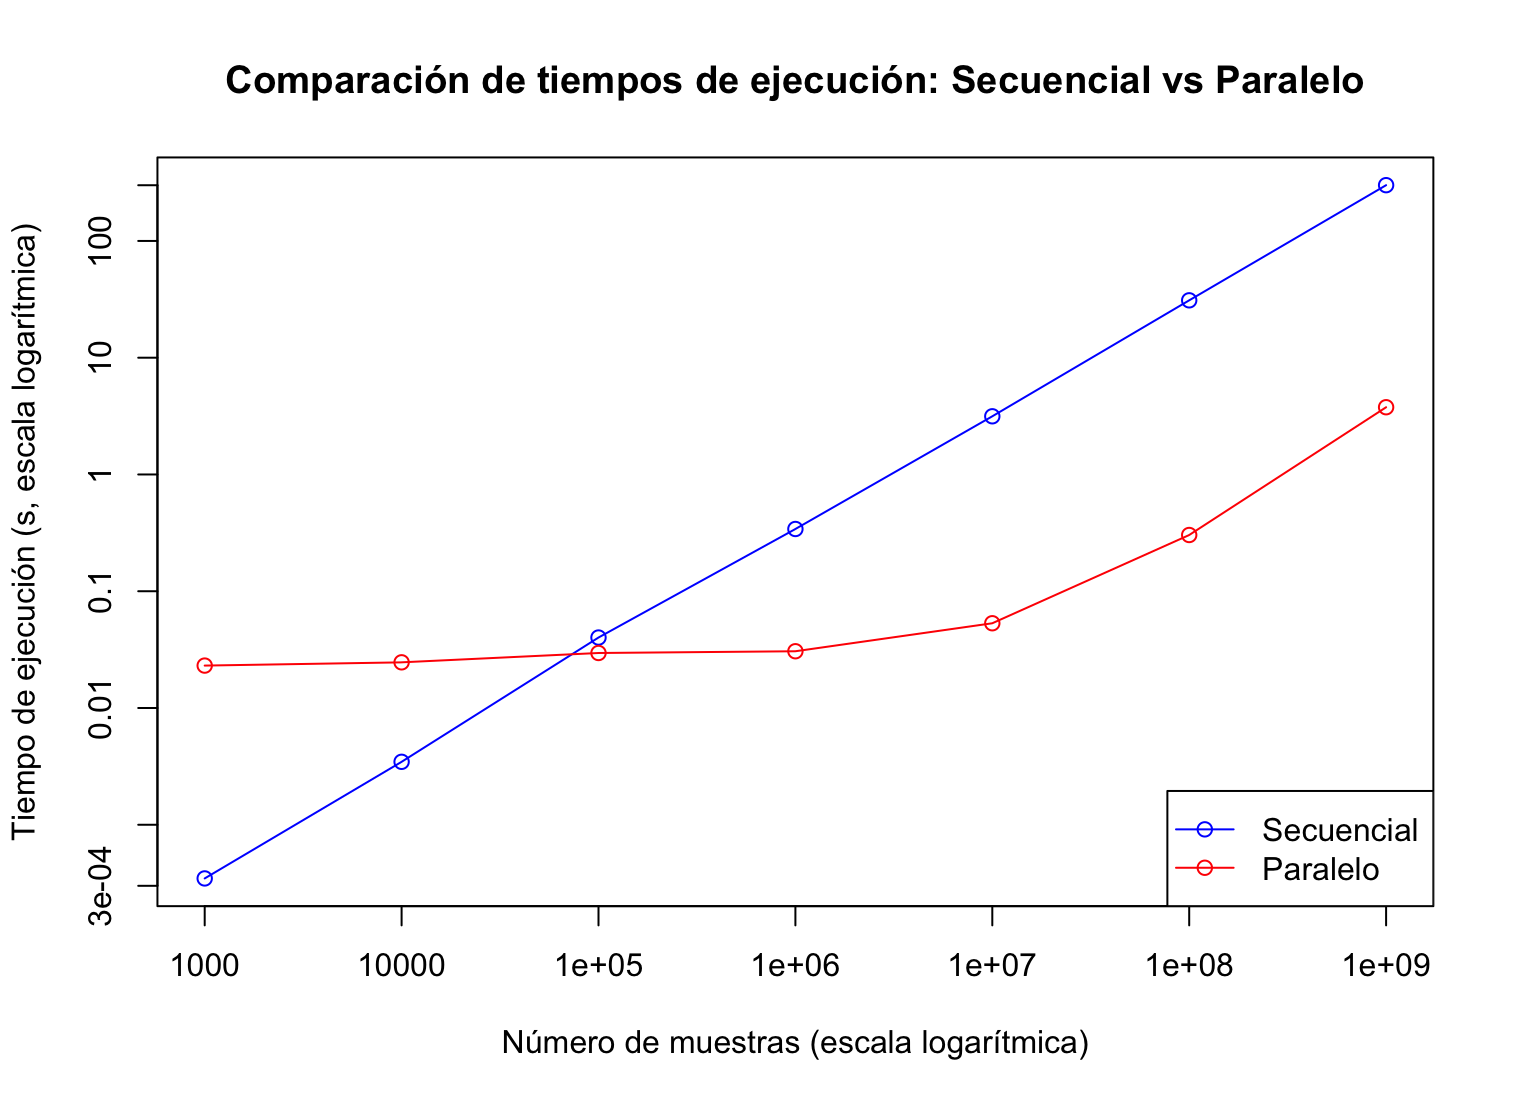 Comparación de tiempos de ejecución: Secuencial vs Paralelo
Tiempo de ejecución (s, escala logarítmica)
100
10
1
0.1
0.01
3e-04
Secuencial
Paralelo
1000 10000 1e+05 1e+06 1e+07 1e+08 1e+09
Número de muestras (escala logarítmica)